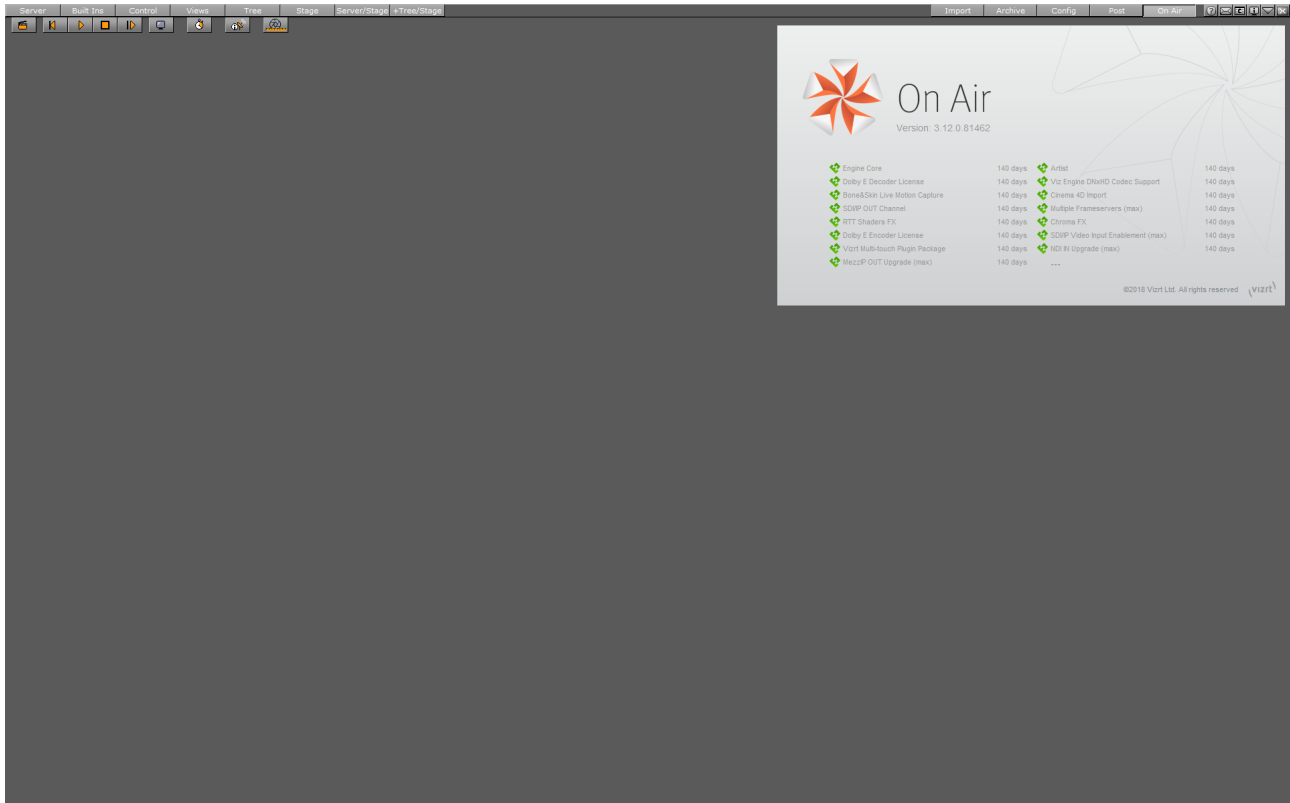 Server Built Ins Control Views Tree Stage Server/Stage +Tree/Stage Import Archive Config Post On Air
On Air
Version: 3.12.0.81462
Engine Core 140 days Artist 140 days
Dolby E Decoder License 140 days Viz Engine DNxHD Codec Support 140 days
Bone&Skin Live Motion Capture 140 days Cinema 4D Import 140 days
SDI/IP OUT Channel 140 days Multiple Frameservers (max) 140 days
RTT Shaders FX 140 days Chroma FX 140 days
Dolby E Encoder License 140 days SDI/IP Video Input Enablement (max) 140 days
Vizrt Multi-touch Plugin Package 140 days NDI IN Upgrade (max) 140 days
MezzIP OUT Upgrade (max) 140 days ...
©2018 Vizrt Ltd. All rights reserved vizrt